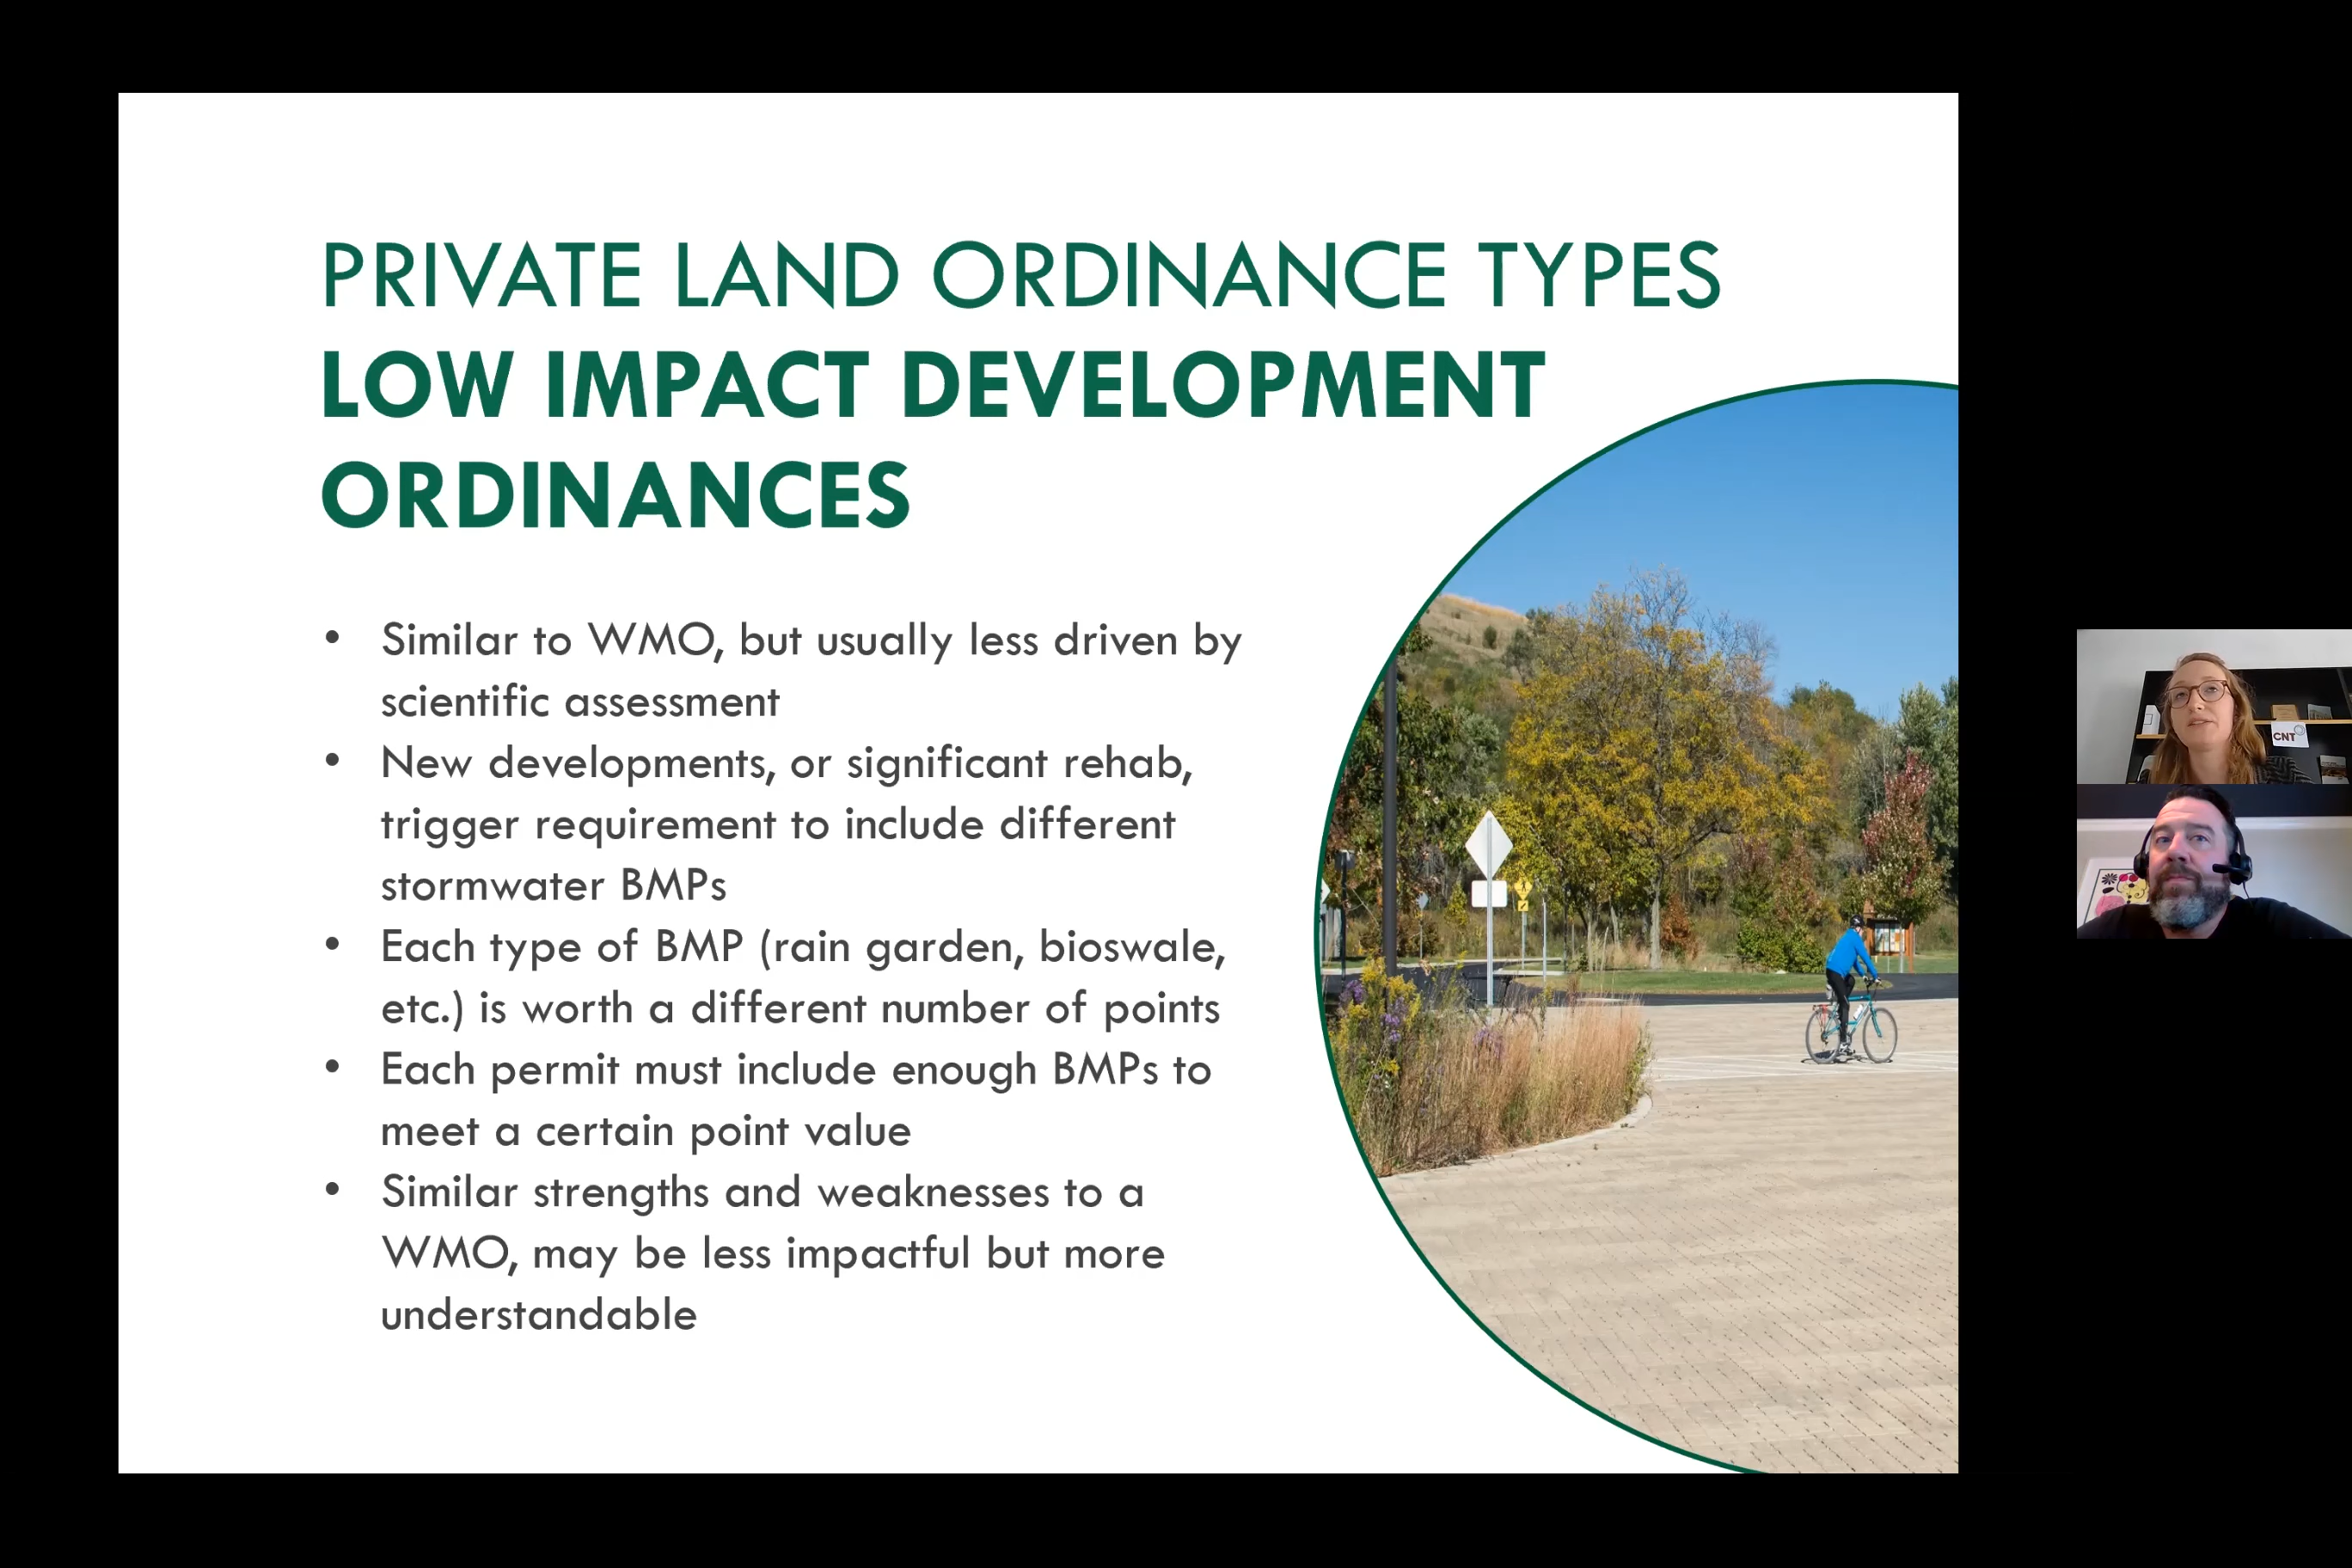 PRIVATE LAND ORDINANCE TYPES
LOW IMPACT DEVELOPMENT
ORDINANCES
• Similar to WMO, but usually less driven by
scientific assessment
• New developments, or significant rehab,
trigger requirement to include different
stormwater BMPs
• Each type of BMP (rain garden, bioswale,
etc.) is worth a different number of points
• Each permit must include enough BMPs to
meet a certain point value
• Similar strengths and weaknesses to a
WMO, may be less impactful but more
understandable
CNT